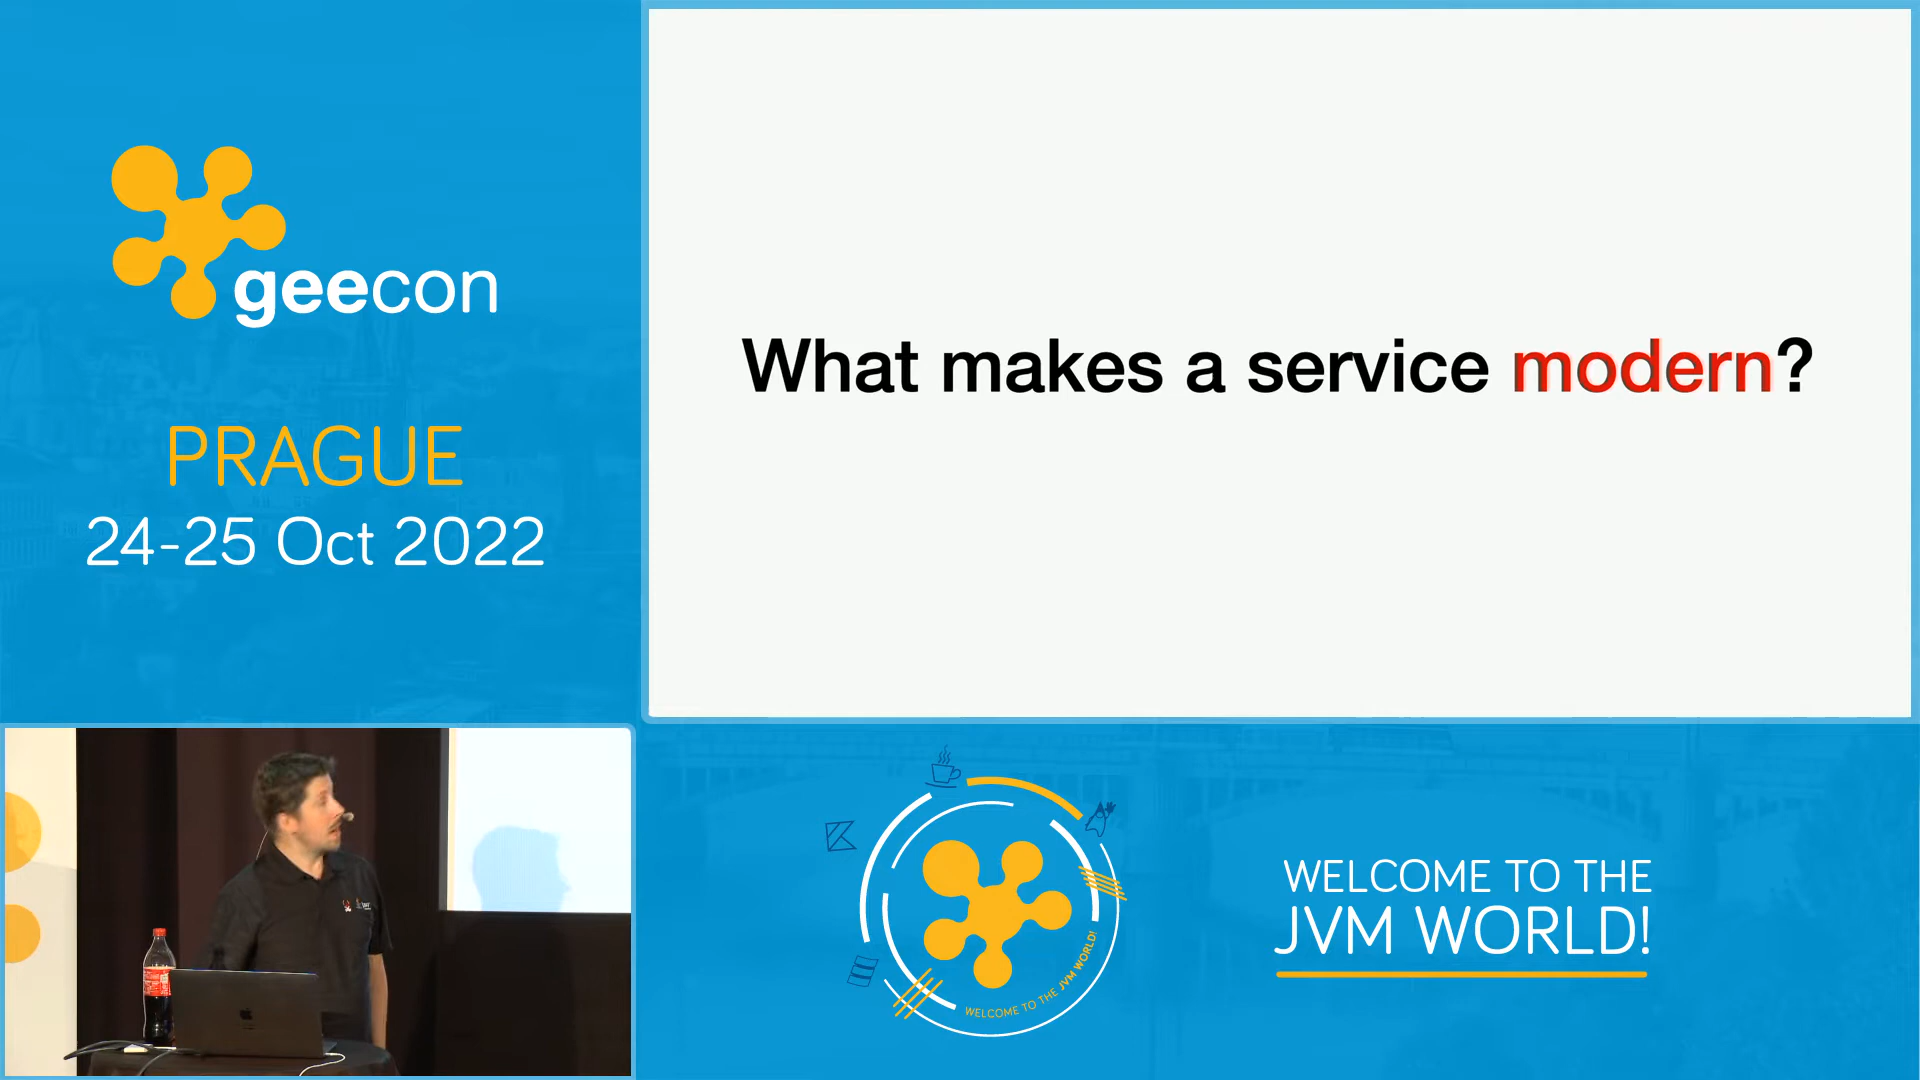 geecon
PRAGUE
24-25 Oct 2022
What makes a service modern?
WELCOME TO THE JVM WORLD!
WELCOME TO THE
JVM WORLD!